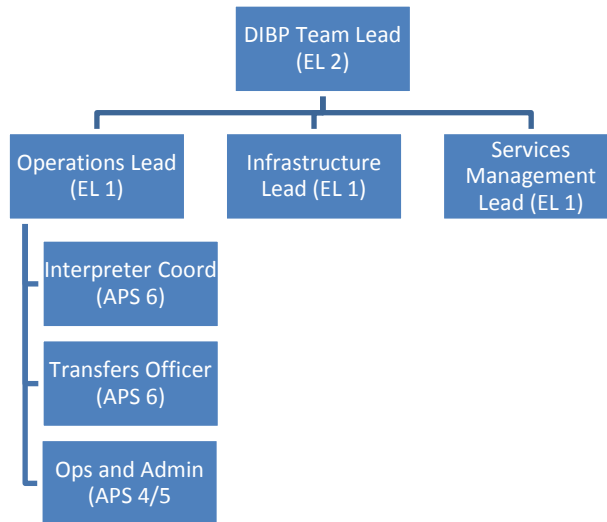 DIBP Team Lead
(EL 2)
Operations Lead
(EL 1)
Infrastructure
Lead (EL 1)
Services
Management
Lead (EL 1)
Interpreter Coord
(APS 6)
Transfers Officer
(APS 6)
Ops and Admin
(APS 4/5